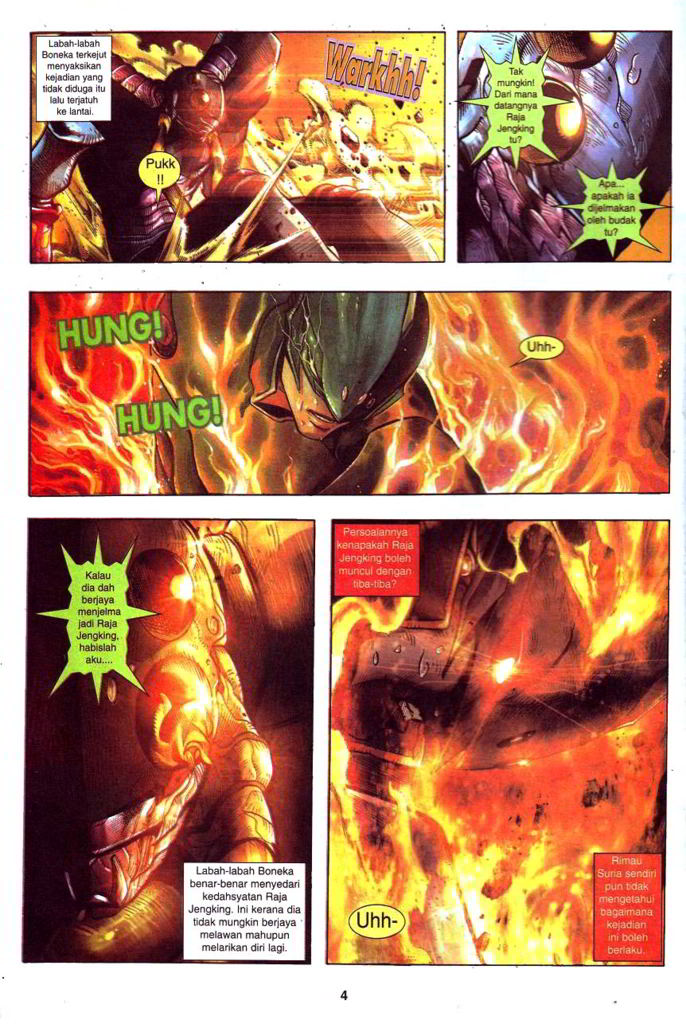 Labah-labah
Boneka terkejut
menyaksikan
kejadian yang
tidak diduga itu
lalu terjatuh
ke lantai.
Warkhh!
Pukk
!!
Tak
mungkin!
Dari mana
datangnya
Raja
Jengking
tu?
Apa...
apakah ia
dijelmakan
oleh budak
tu?
HUNG!
HUNG!
Uhh-
Kalau
dia dah
berjaya
menjelma
jadi Raja
Jengking,
habislah
aku....
Labah-labah Boneka
benar-benar menyedari
kedahsyatan Raja
Jengking. Ini kerana dia
tidak mungkin berjaya
melawan mahupun
melarikan diri lagi.
Persoalannya
kenapakah Raja
Jengking boleh
muncul dengan
tiba-tiba?
Uhh-
Rimau
Suria sendiri
pun tidak
mengetahui
bagaimana
kejadian
ini boleh
berlaku.
4